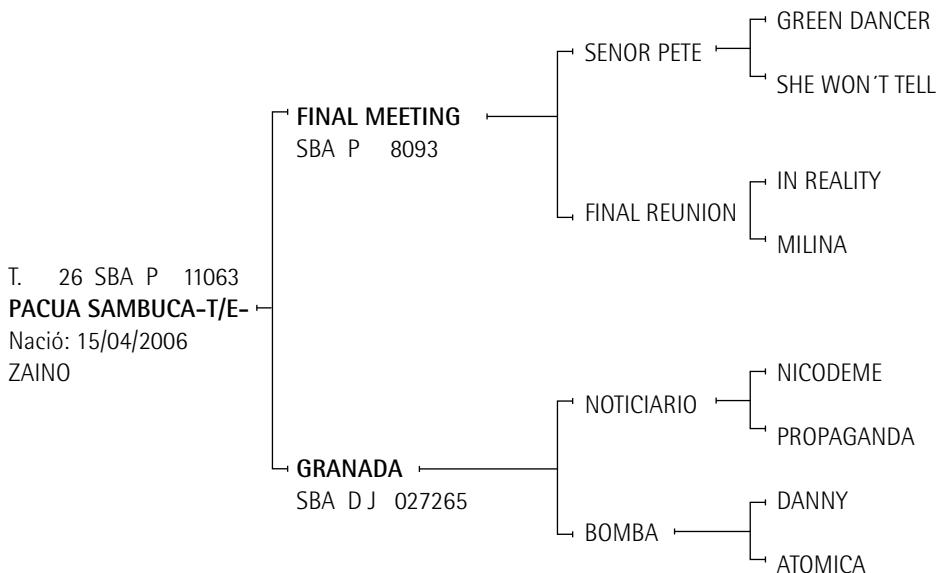 GREEN DANCER
SENOR PETE
SHE WON´T TELL
FINAL MEETING
SBA P 8093
IN REALITY
FINAL REUNION
MILINA
T. 26 SBA P 11063
PACUA SAMBUCA-T/E-
Nació: 15/04/2006
ZAINO
NICODEME
NOTICIARIO
PROPAGANDA
GRANADA
SBA D J 027265
DANNY
BOMBA
ATOMICA